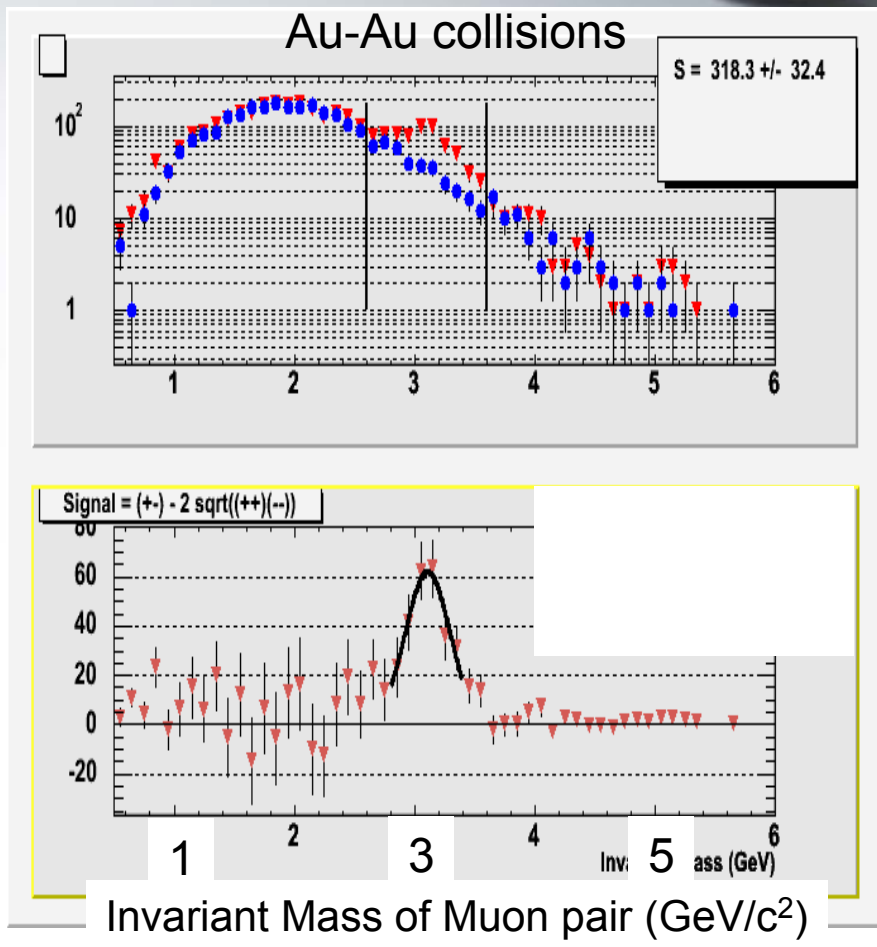 Au-Au collisions
S = 318.3 +/- 32.4
10²
10
1
1 2 3 4 5 6
Signal = (+-) - 2 sqrt((++)(--))
80
60
40
20
0
-20
2 4 6
1 3 5
Inva ass (GeV)
Invariant Mass of Muon pair (GeV/c²)